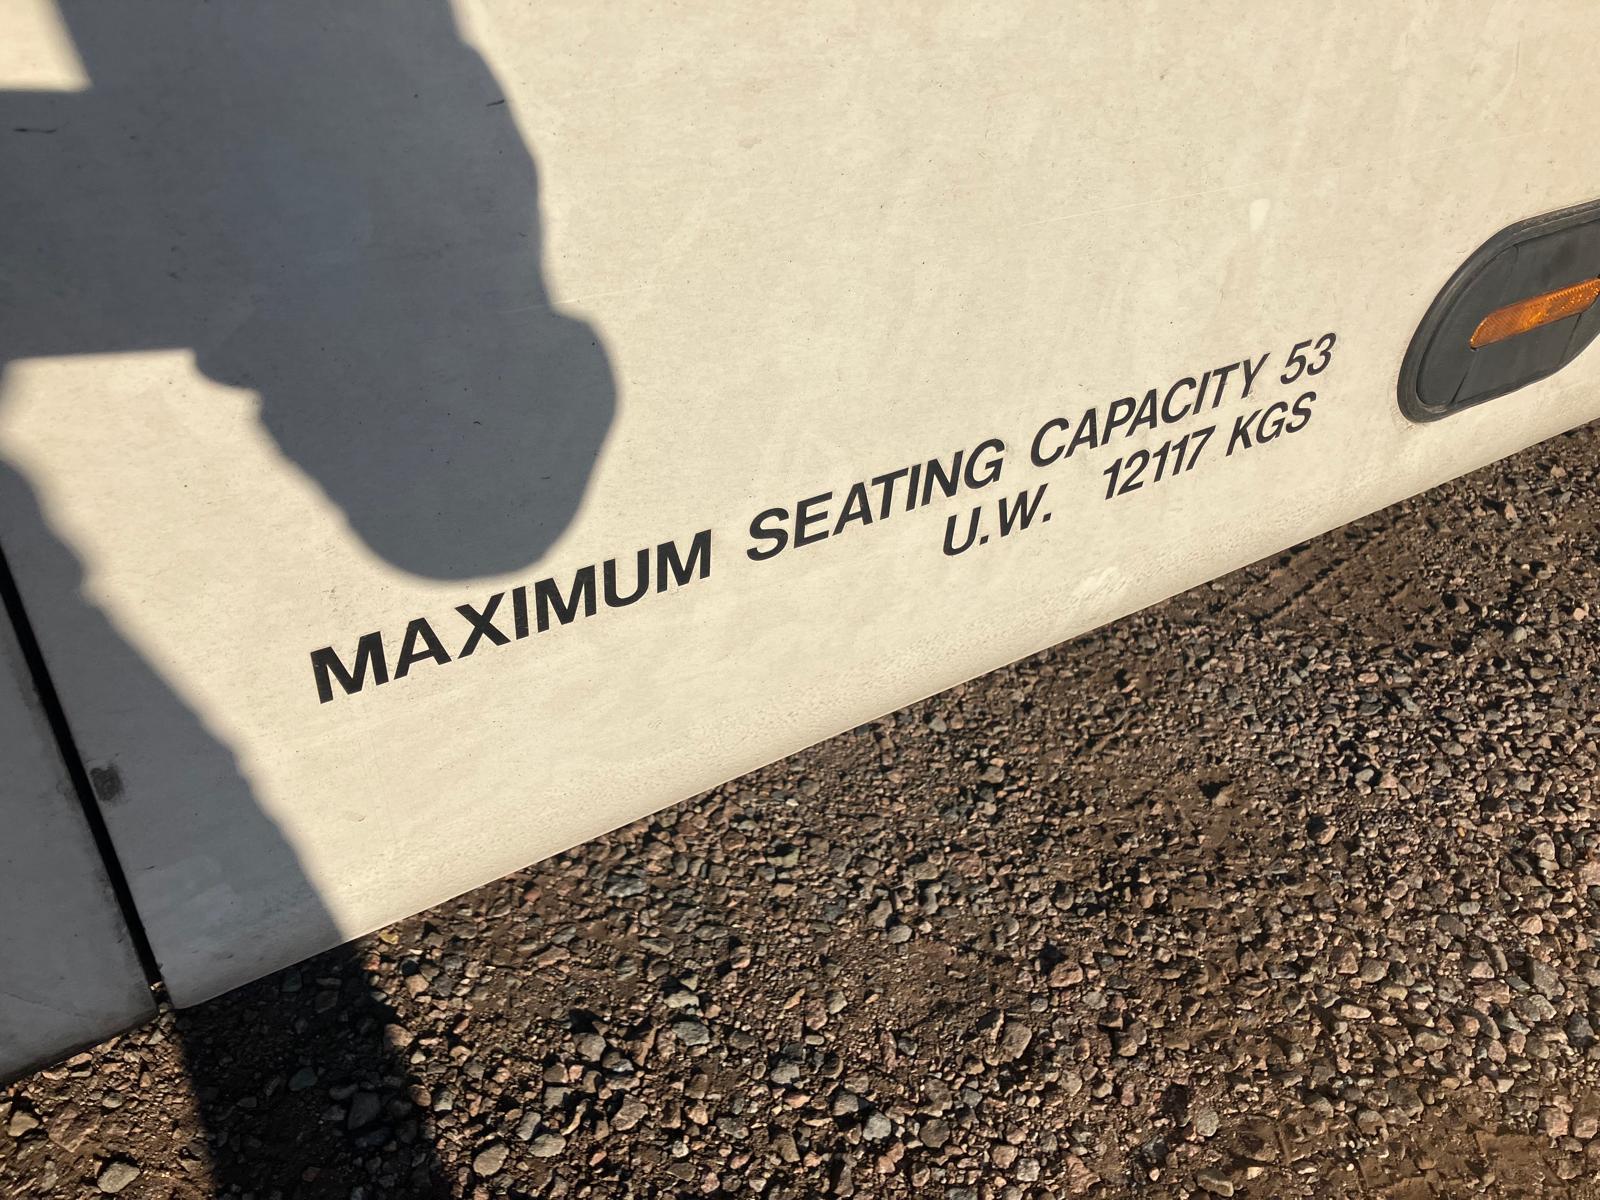 MAXIMUM SEATING CAPACITY 53
U.W. 12117 KGS